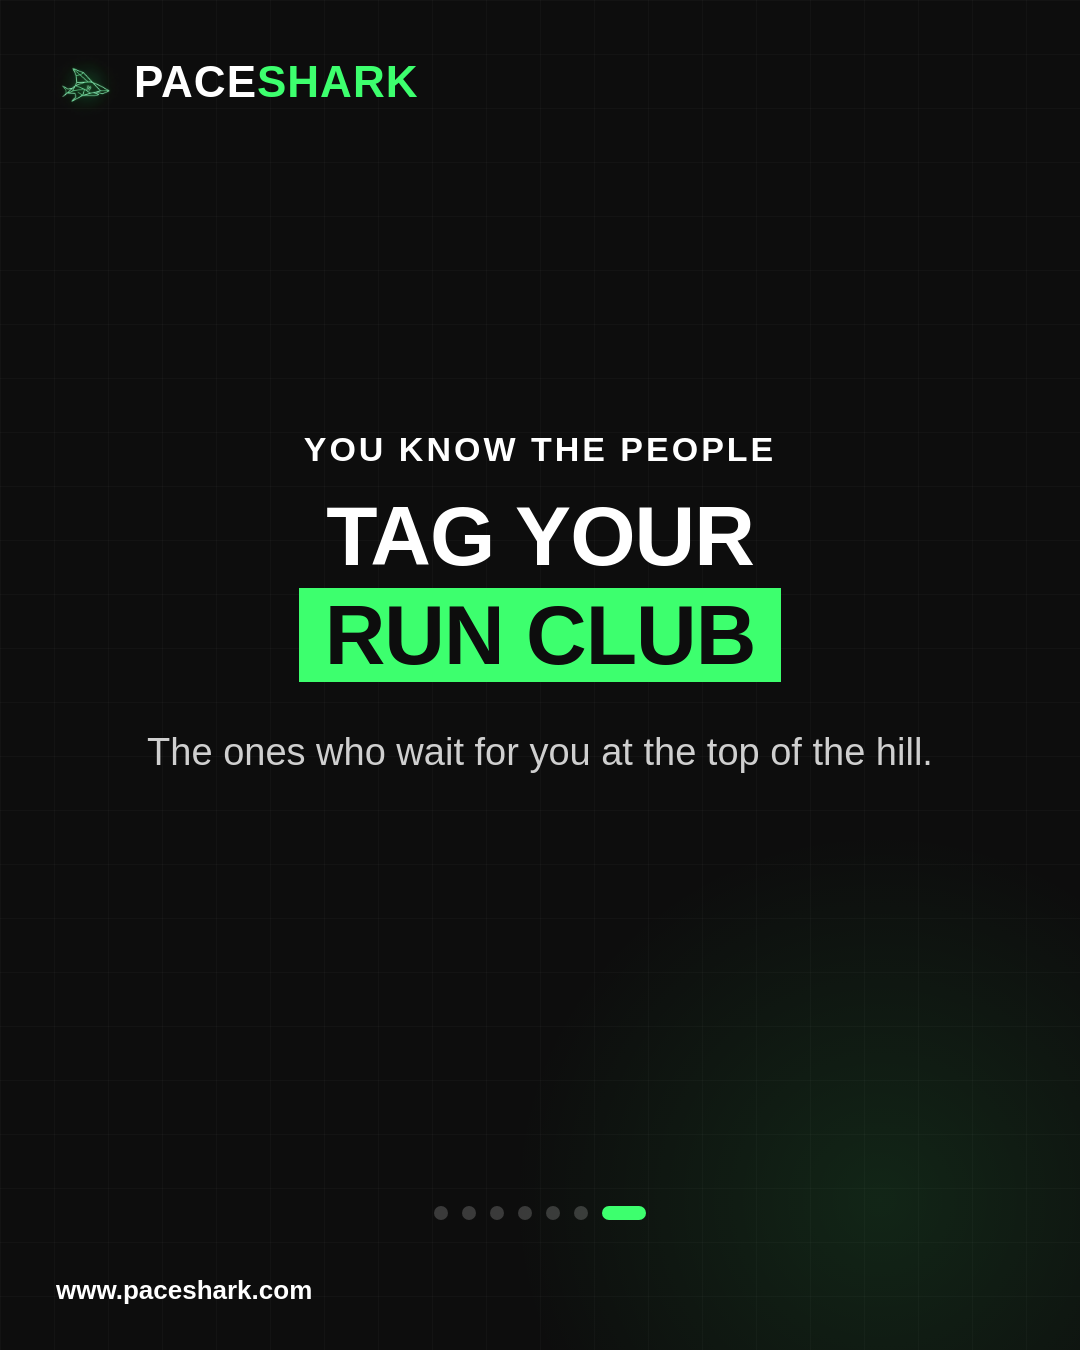 PACESHARK
YOU KNOW THE PEOPLE
TAG YOUR
RUN CLUB
The ones who wait for you at the top of the hill.
www.paceshark.com